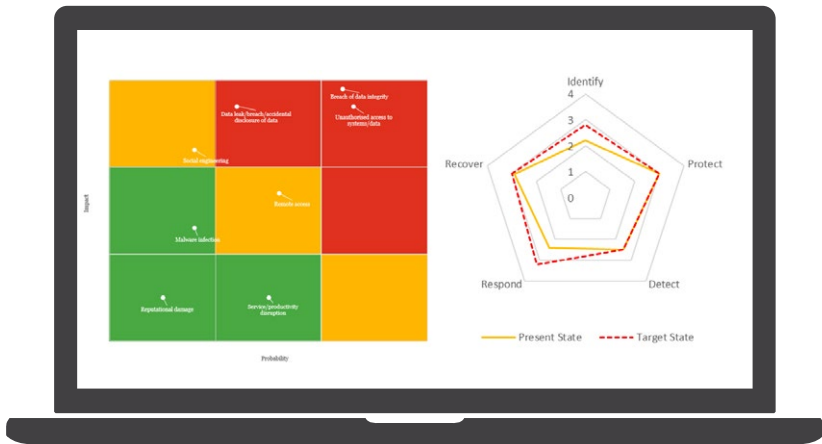 Breach of data integrity
Data leak/breach/accidental
disclosure of data
Unauthorised access to
systems/data
Social engineering
Remote access
Malware infection
Reputational damage
Service/productivity
disruption
Impact
Probability
Identify
4
3
2
1
0
Recover
Protect
Respond
Detect
Present State
Target State